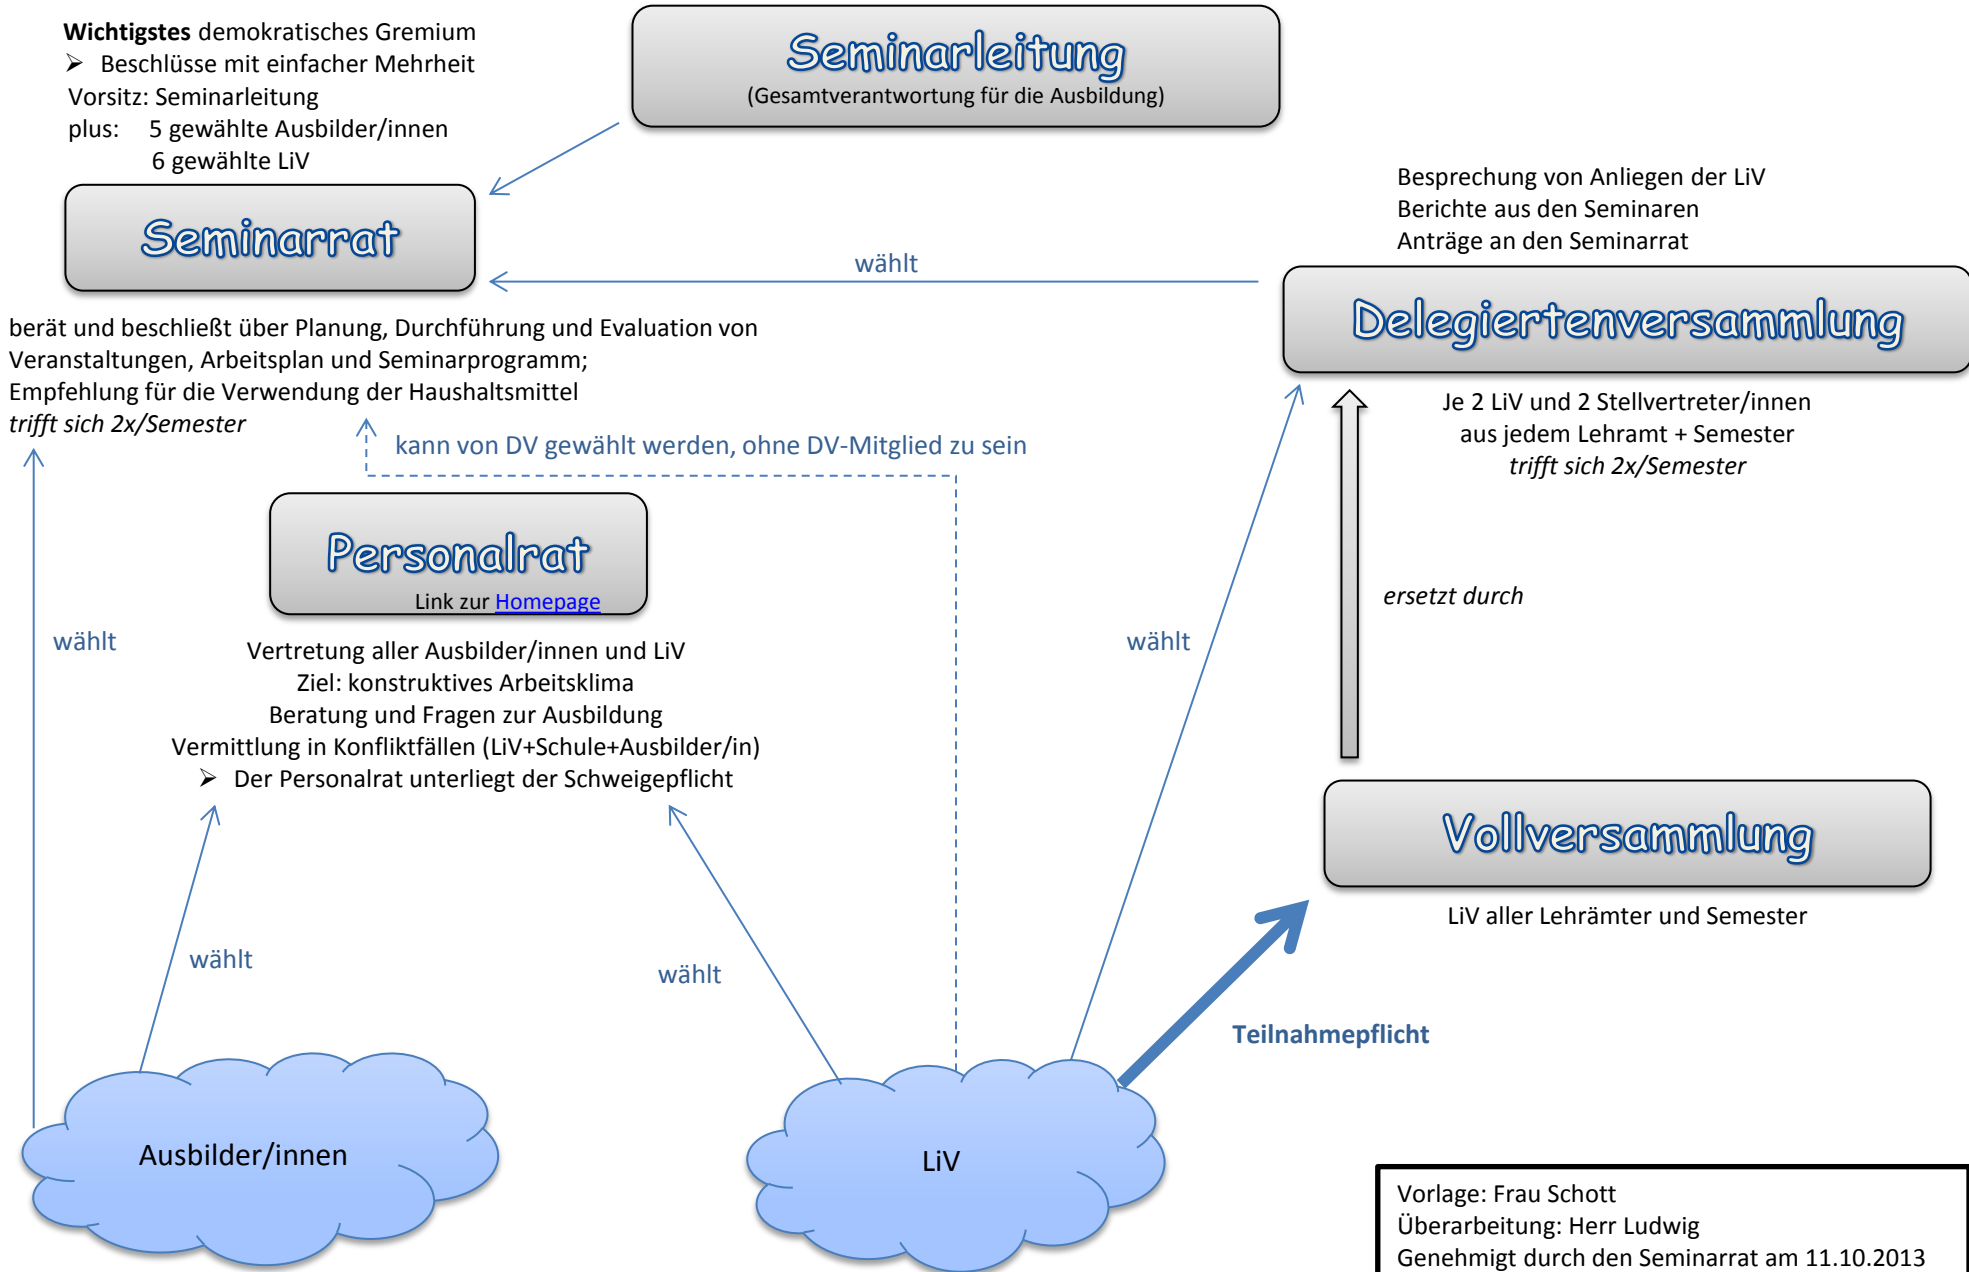 Wichtigstes demokratisches Gremium
➢ Beschlüsse mit einfacher Mehrheit
Vorsitz: Seminarleitung
plus: 5 gewählte Ausbilder/innen
6 gewählte LiV
Seminarleitung
(Gesamtverantwortung für die Ausbildung)
Seminarrat
wählt
Besprechung von Anliegen der LiV
Berichte aus den Seminaren
Anträge an den Seminarrat
Delegiertenversammlung
berät und beschließt über Planung, Durchführung und Evaluation von
Veranstaltungen, Arbeitsplan und Seminarprogramm;
Empfehlung für die Verwendung der Haushaltsmittel
trifft sich 2x/Semester
kann von DV gewählt werden, ohne DV-Mitglied zu sein
Je 2 LiV und 2 Stellvertreter/innen
aus jedem Lehramt + Semester
trifft sich 2x/Semester
Personalrat
Link zur Homepage
ersetzt durch
wählt
Vertretung aller Ausbilder/innen und LiV
Ziel: konstruktives Arbeitsklima
Beratung und Fragen zur Ausbildung
Vermittlung in Konfliktfällen (LiV+Schule+Ausbilder/in)
➢ Der Personalrat unterliegt der Schweigepflicht
wählt
Vollversammlung
LiV aller Lehrämter und Semester
wählt
wählt
Teilnahmepflicht
Ausbilder/innen
LiV
Vorlage: Frau Schott
Überarbeitung: Herr Ludwig
Genehmigt durch den Seminarrat am 11.10.2013